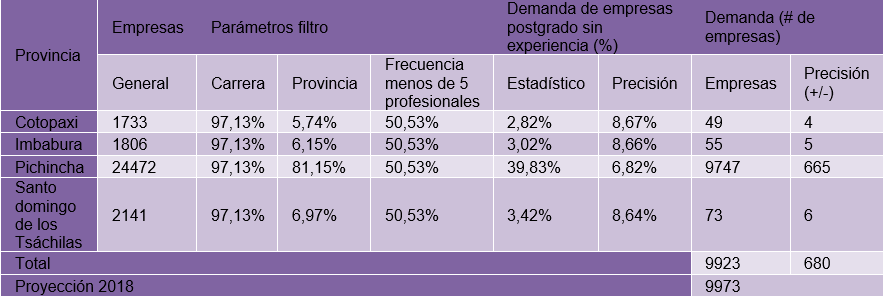 Provincia
Empresas
Parámetros filtro
Demanda de empresas
postgrado sin
experiencia (%)
Demanda (# de
empresas)
General
Carrera
Provincia
Frecuencia
menos de 5
profesionales
Estadístico
Precisión
Empresas
Precisión
(+/-)
Cotopaxi 1733 97,13% 5,74% 50,53% 2,82% 8,67% 49 4
Imbabura 1806 97,13% 6,15% 50,53% 3,02% 8,66% 55 5
Pichincha 24472 97,13% 81,15% 50,53% 39,83% 6,82% 9747 665
Santo
domingo
de los
Tsáchilas
2141 97,13% 6,97% 50,53% 3,42% 8,64% 73 6
Total 9923 680
Proyección 2018 9973